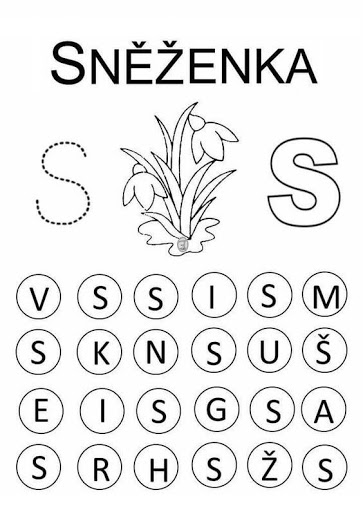 SNĚŽENKA
S S
V S S I S M
S K N S U Š
E I S G S A
S R H S Ž S